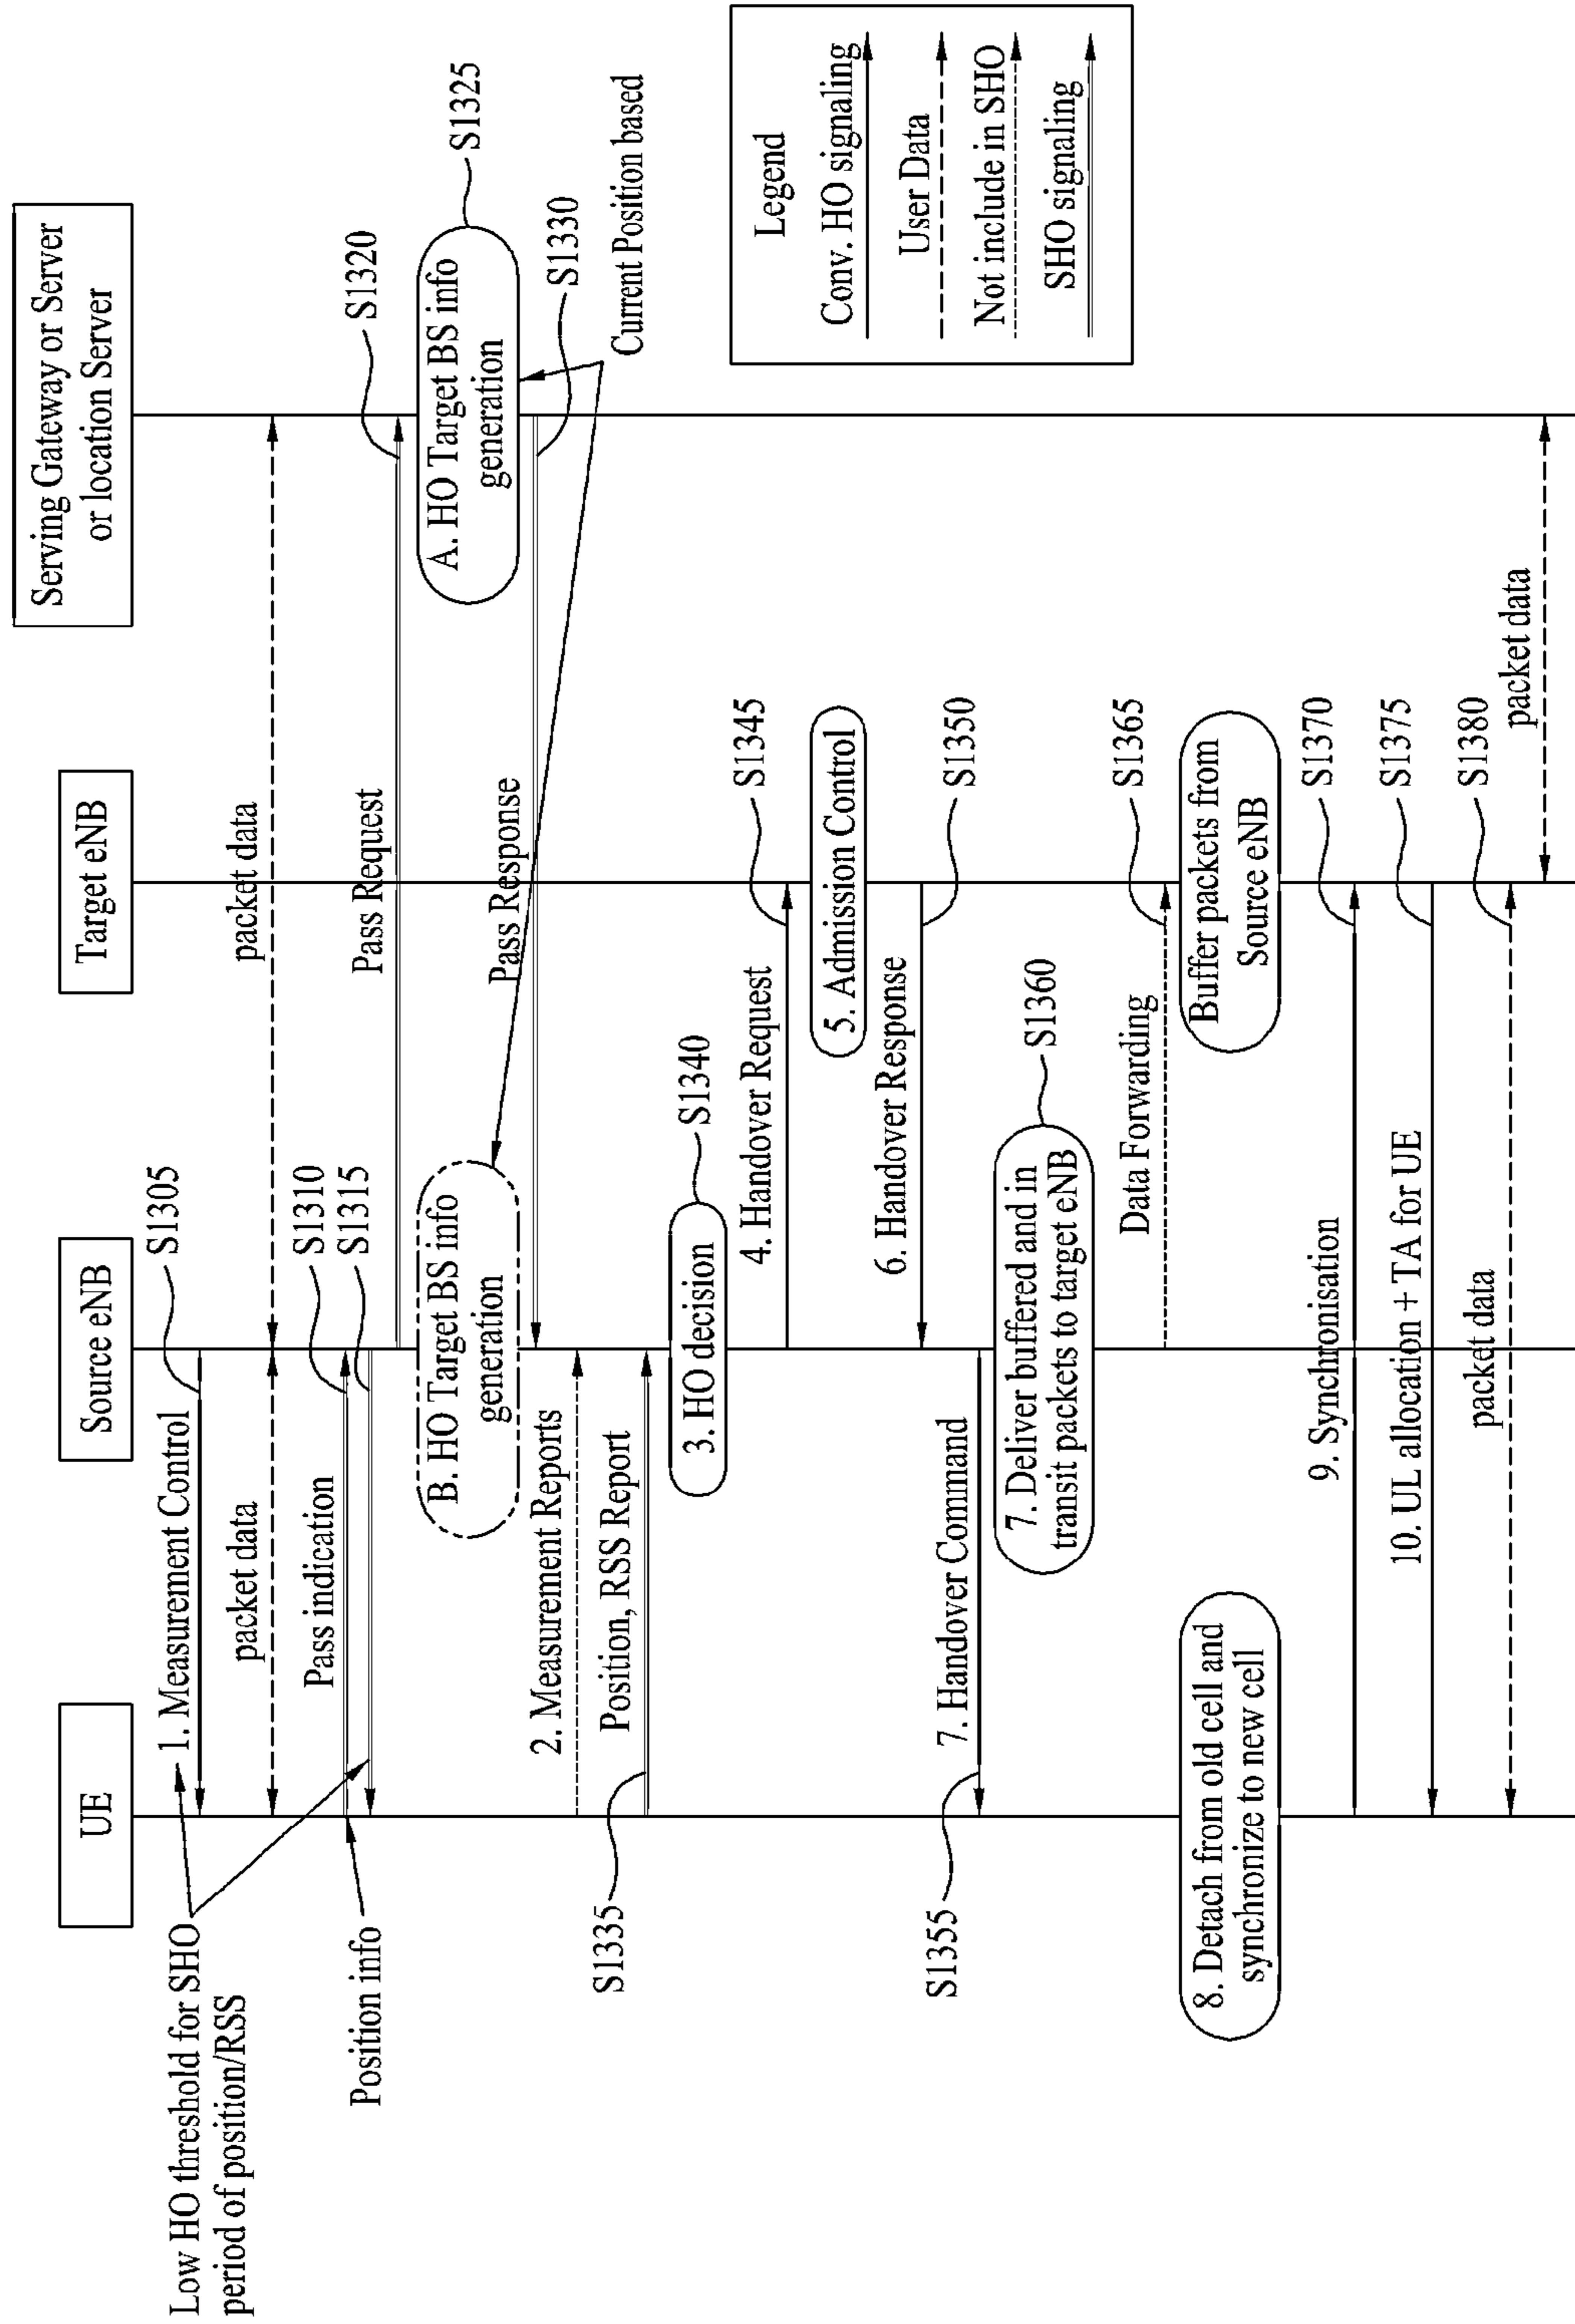 UE
Source eNB
Target eNB
Serving Gateway or Server
or location Server
Low HO threshold for SHO
period of position/RSS
1. Measurement Control
S1305
packet data
packet data
Position info
Pass indication
S1310
S1315
Pass Request
S1320
B. HO Target BS info
generation
A. HO Target BS info
generation
S1325
Pass Response
S1330
Current Position based
2. Measurement Reports
Position, RSS Report
S1335
3. HO decision
S1340
4. Handover Request
S1345
5. Admission Control
6. Handover Response
S1350
7. Handover Command
S1355
7. Deliver buffered and in
transit packets to target eNB
S1360
Data Forwarding
S1365
8. Detach from old cell and
synchronize to new cell
Buffer packets from
Source eNB
9. Synchronisation
S1370
10. UL allocation + TA for UE
S1375
packet data
S1380
packet data
Legend
Conv. HO signaling
User Data
Not include in SHO
SHO signaling